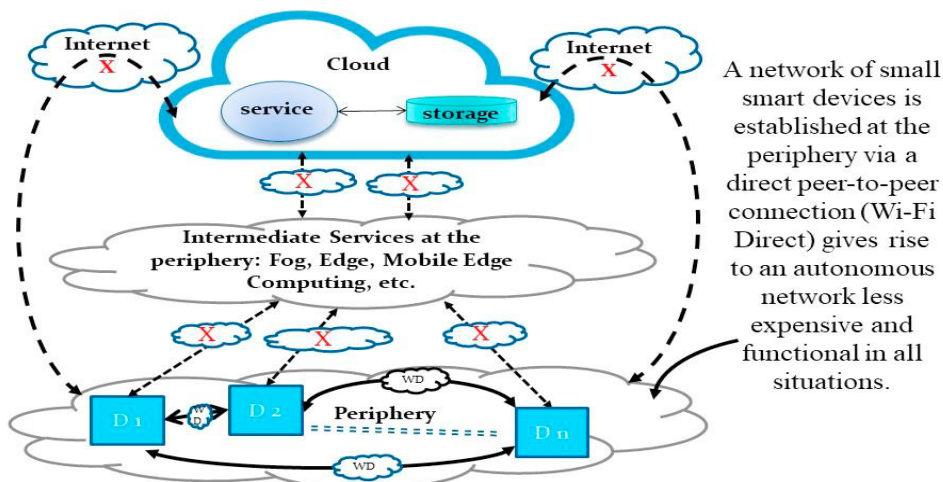 Internet
X
Cloud
Internet
X
service
storage
X
X
Intermediate Services at the
periphery: Fog, Edge, Mobile Edge
Computing, etc.
X
X
X
WD
D 1
W
D
D 2
Periphery
D n
WD
A network of small
smart devices is
established at the
periphery via a
direct peer-to-peer
connection (Wi-Fi
Direct) gives rise
to an autonomous
network less
expensive and
functional in all
situations.